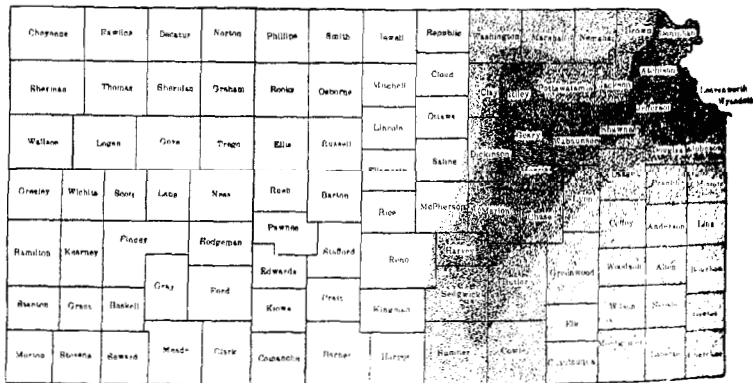 Cheyenne Rawlins Decatur Norton Phillips Smith Jewell Republic Washington Marshall Nemaha Brown Doniphan
Cloud Atchison
Sherman Thomas Sheridan Graham Rooks Osborne Mitchell Riley Pottawatomie Jackson Leavenworth
Jefferson
Ottawa
Lincoln Geary Wabaunsee Shawnee
Wallace Logan Gove Trego Ellis Russell
Saline Dickinson
Greeley Wichita Scott Lane Ness Rush Barton
Rice McPherson Marion Chase
Hamilton Kearney Finney Hodgeman Pawnee Stafford Reno Harvey Coffey Anderson Linn
Edwards
Gray Ford Sedgwick Butler Greenwood Woodson Allen Bourbon
Stanton Grant Haskell Kiowa Pratt Kingman Wilson
Elk
Morton Stevens Seward Meade Clark Comanche Barber Harper Sumner Cowley